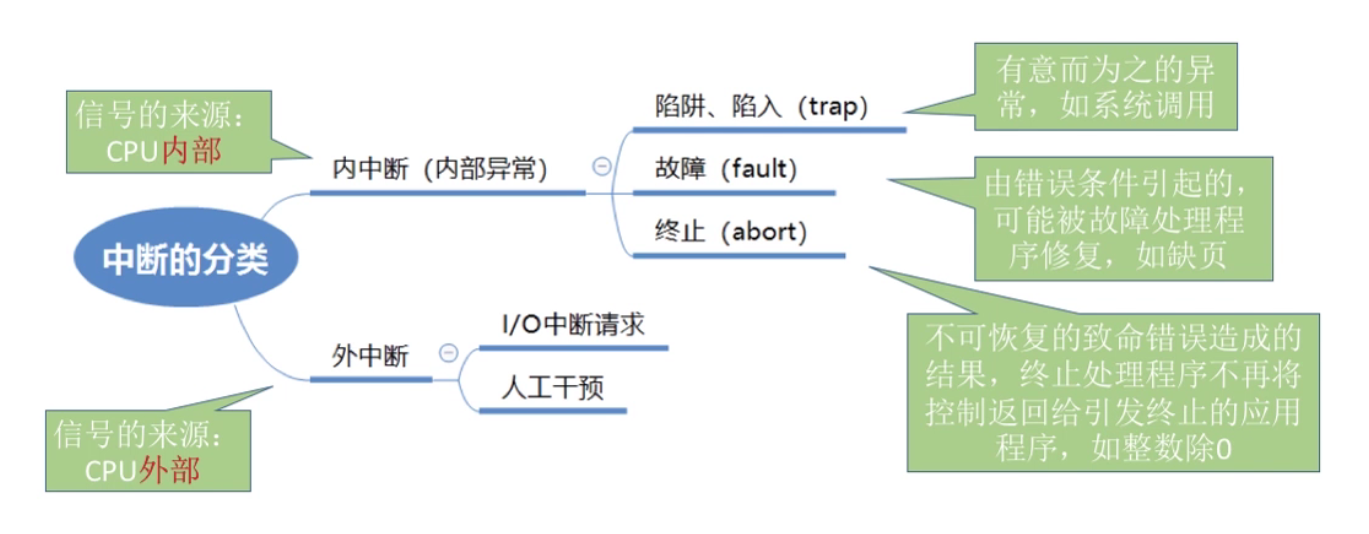 有意而为之的异
常，如系统调用
信号的来源：
CPU内部
陷阱、陷入（trap）
内中断（内部异常）
故障（fault）
由错误条件引起的，
可能被故障处理程
序修复，如缺页
终止（abort）
中断的分类
I/O中断请求
不可恢复的致命错误造成的
结果，终止处理程序不再将
控制返回给引发终止的应用
程序，如整数除0
外中断
人工干预
信号的来源：
CPU外部